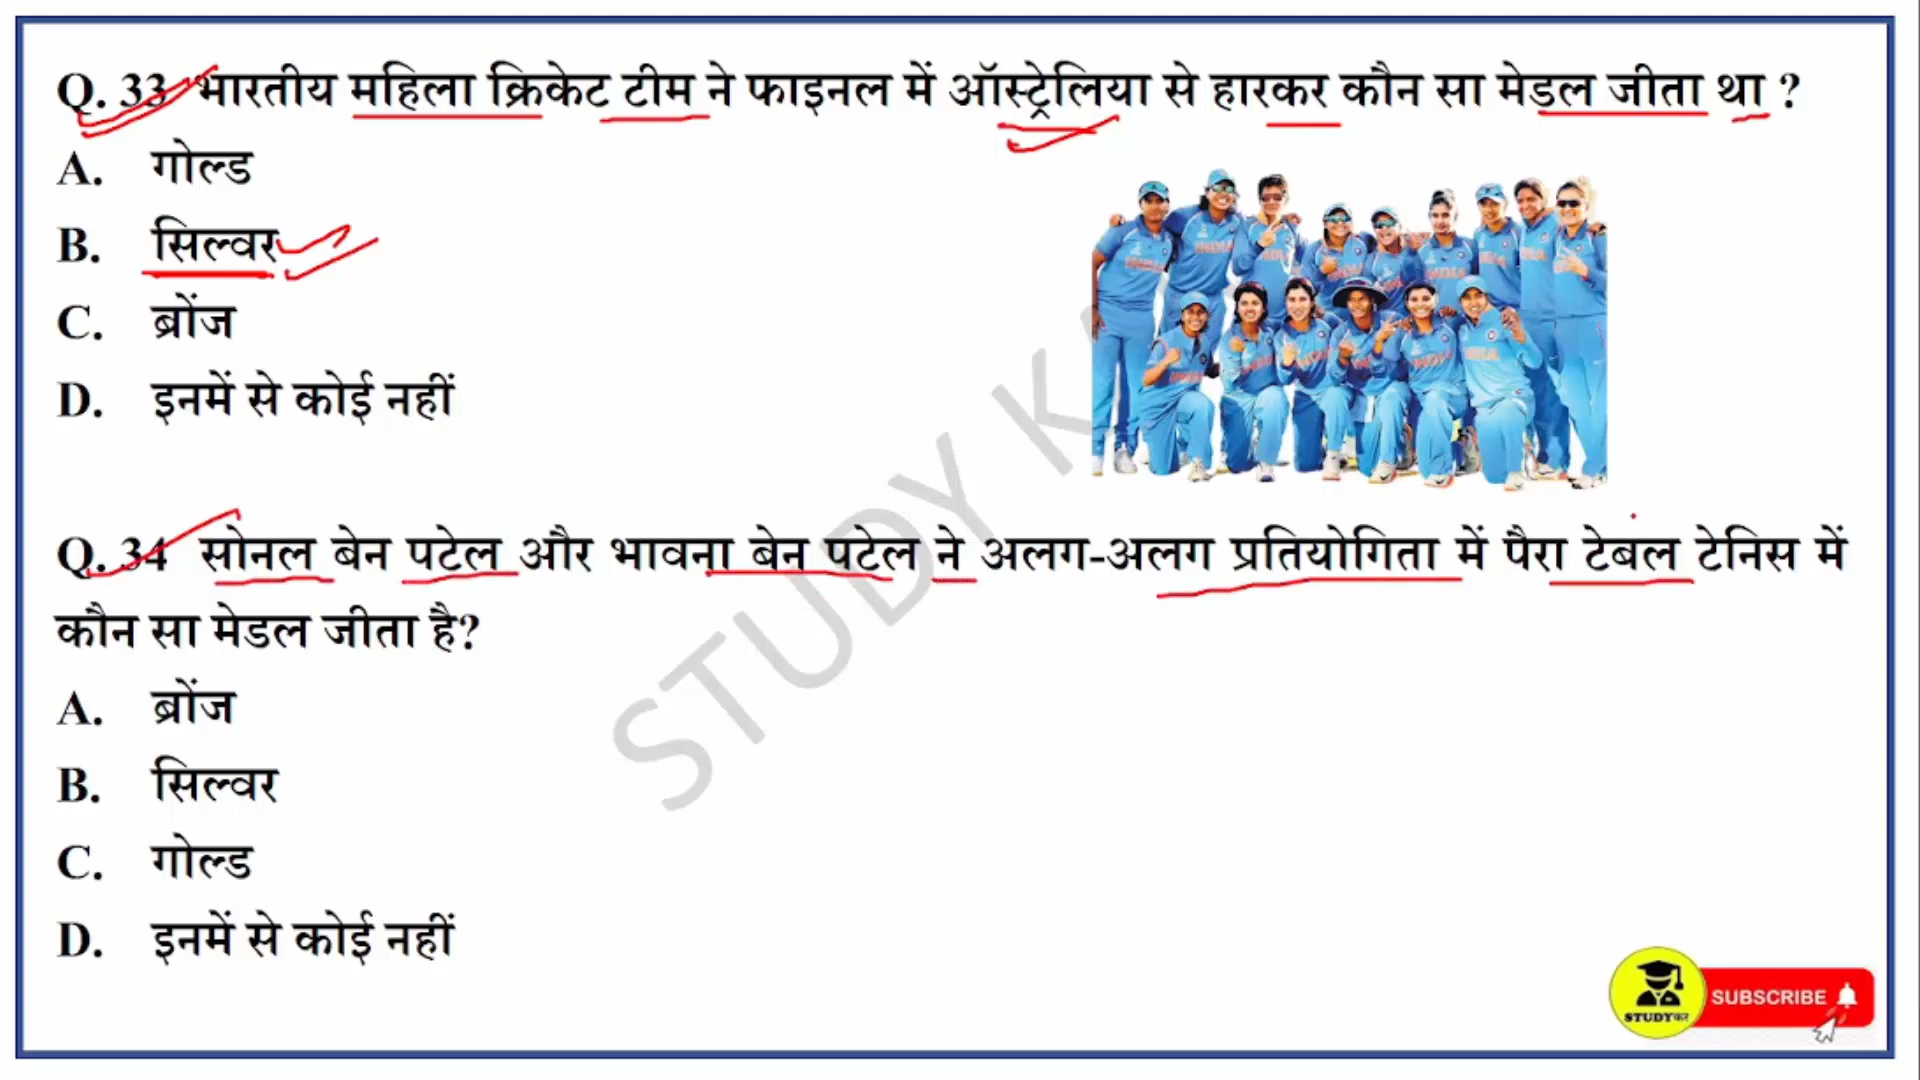 Q. 33 भारतीय महिला क्रिकेट टीम ने फाइनल में ऑस्ट्रेलिया से हारकर कौन सा मेडल जीता था ?
A. गोल्ड
B. सिल्वर
C. ब्रोंज
D. इनमें से कोई नहीं
Q. 34 सोनल बेन पटेल और भावना बेन पटेल ने अलग-अलग प्रतियोगिता में पैरा टेबल टेनिस में
कौन सा मेडल जीता है?
A. ब्रोंज
B. सिल्वर
C. गोल्ड
D. इनमें से कोई नहीं
STUDY
STUDYकर
SUBSCRIBE